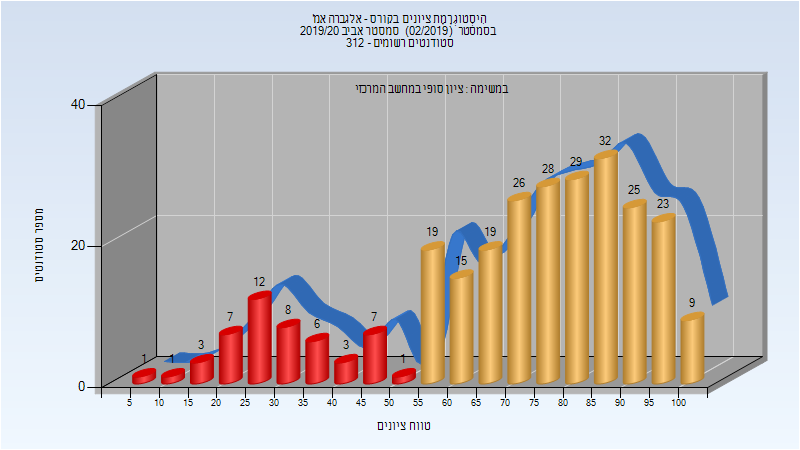 היסטוגרמת ציונים בקורס - אלגברה אמ'
בסמסטר (02/2019) סמסטר אביב 2019/20
סטודנטים רשומים - 312
במשימה : ציון סופי במחשב המרכזי
מספר סטודנטים
40
20
0
1 1 3 7 12 8 6 3 7 1 19 15 19 26 28 29 32 25 23 9
5 10 15 20 25 30 35 40 45 50 55 60 65 70 75 80 85 90 95 100
טווח ציונים